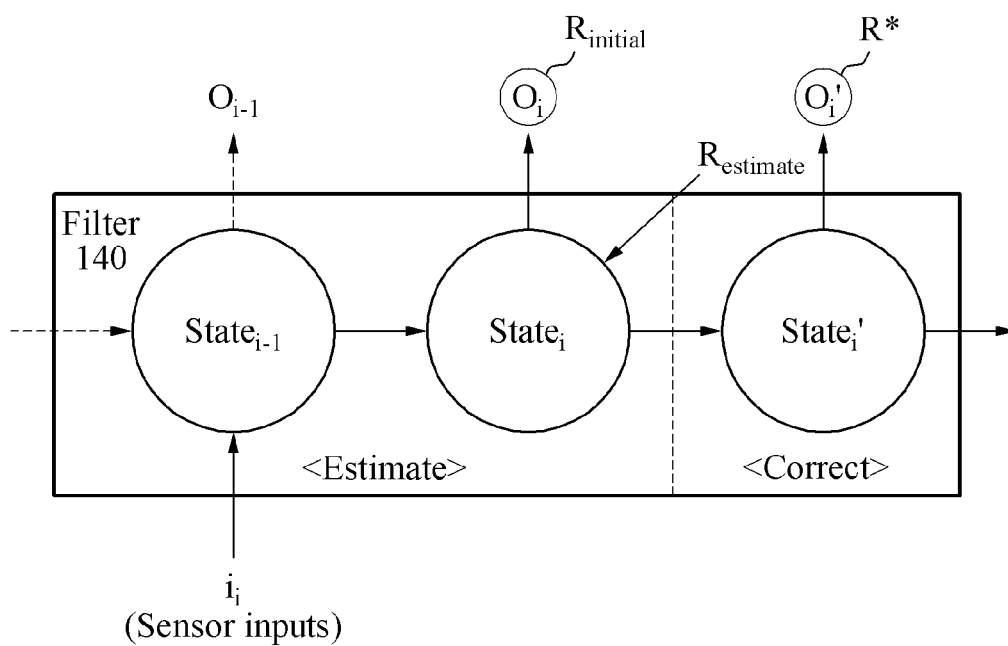 R_initial
R*
O_i-1
O_i
O_i'
R_estimate
Filter
140
State_i-1
State_i
State_i'
<Estimate>
<Correct>
i_i
(Sensor inputs)